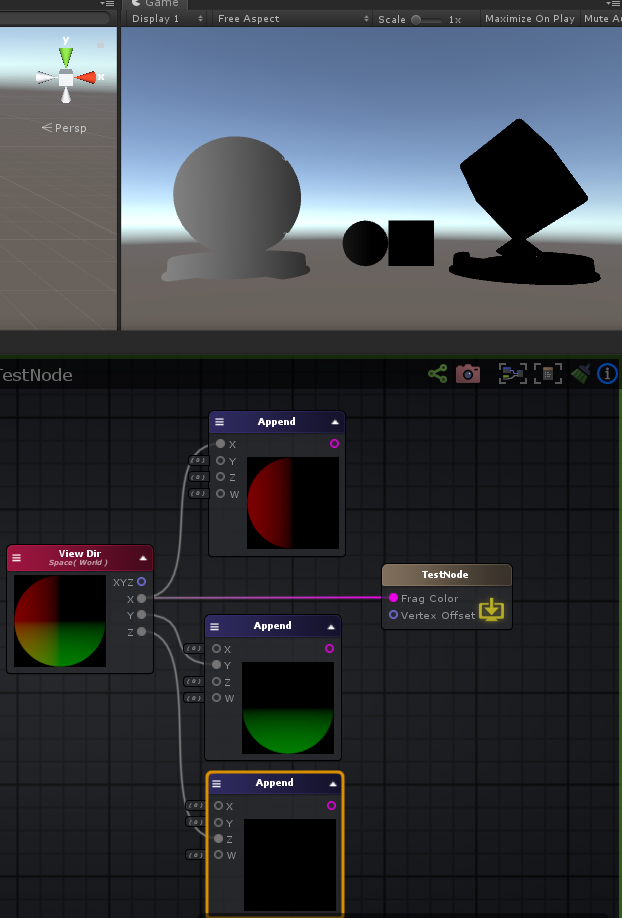 Game
Display 1
Free Aspect
Scale
1x
Maximize On Play
Mute Au
y
x
Persp
TestNode
Append
X
Y
Z
W
( 0 )
( 0 )
( 0 )
View Dir
Space( World )
XYZ
X
Y
Z
TestNode
Frag Color
Vertex Offset
Append
X
Y
Z
W
( 0 )
( 0 )
( 0 )
Append
X
Y
Z
W
( 0 )
( 0 )
( 0 )